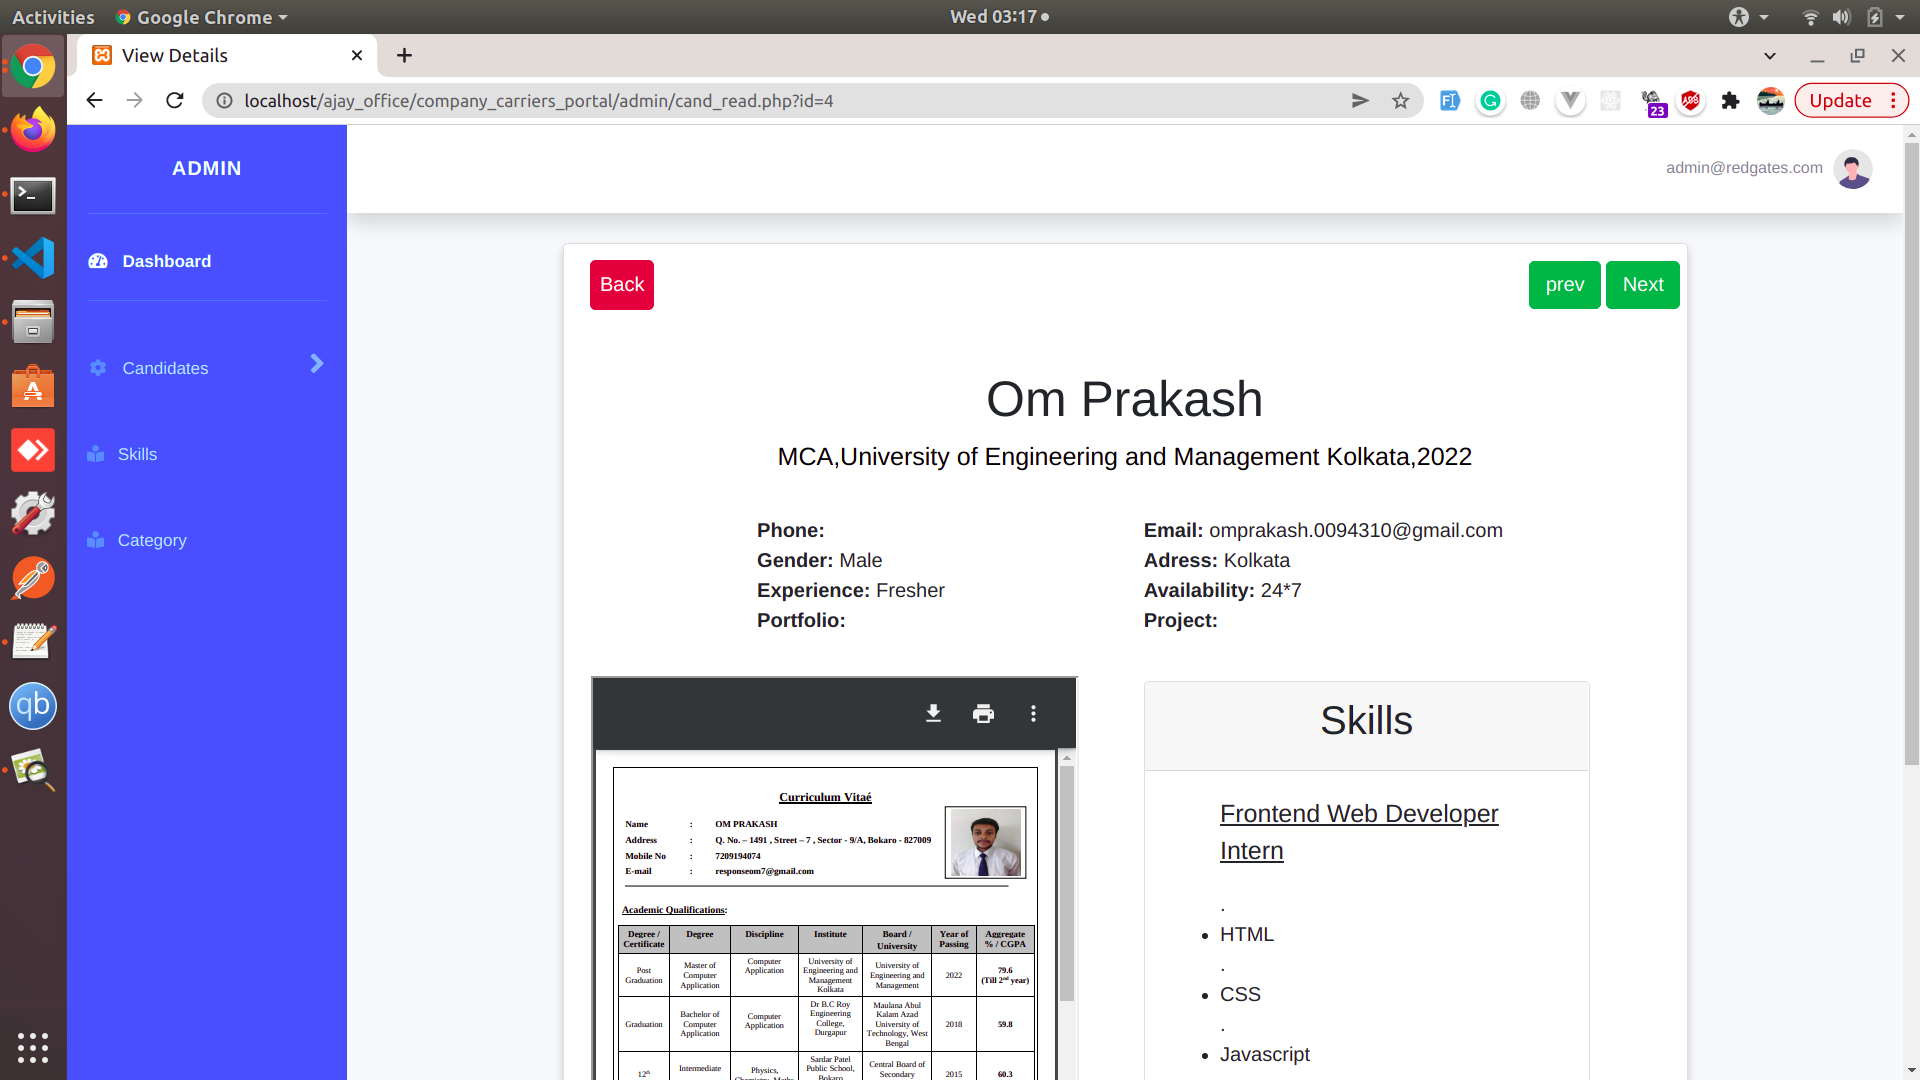 Activities
Google Chrome
Wed 03:17
View Details
localhost/ajay_office/company_carriers_portal/admin/cand_read.php?id=4
23
Update
ADMIN
admin@redgates.com
Dashboard
Candidates
Skills
Category
Back
prev
Next
Om Prakash
MCA,University of Engineering and Management Kolkata,2022
Phone:
Gender: Male
Experience: Fresher
Portfolio:
Email: omprakash.0094310@gmail.com
Adress: Kolkata
Availability: 24*7
Project:
Curriculum Vitaé
Name : OM PRAKASH
Address : Q. No. – 1491 , Street – 7 , Sector - 9/A, Bokaro - 827009
Mobile No : 7209194074
E-mail : responseom7@gmail.com
Academic Qualifications:
Degree / Certificate Degree Discipline Institute Board / University Year of Passing Aggregate % / CGPA
Post Graduation Master of Computer Application Computer Application University of Engineering and Management Kolkata University of Engineering and Management 2022 79.6 (Till 2nd year)
Graduation Bachelor of Computer Application Computer Application Dr B.C Roy Engineering College, Durgapur Maulana Abul Kalam Azad University of Technology, West Bengal 2018 59.8
12th Intermediate Physics, Sardar Patel Public School, Bokaro Central Board of Secondary 2015 60.3
Skills
Frontend Web Developer
Intern
.
• HTML
.
• CSS
.
• Javascript